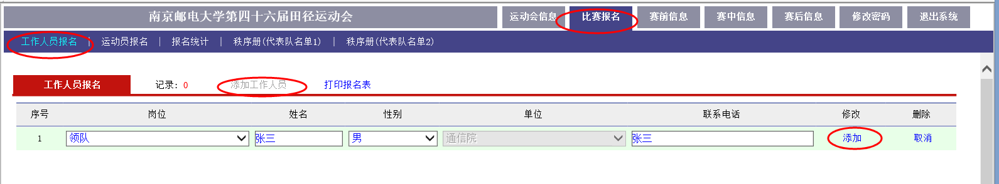 南京邮电大学第四十六届田径运动会 运动会信息 比赛报名 赛前信息 赛中信息 赛后信息 修改密码 退出系统
工作人员报名 | 运动员报名 | 报名统计 | 秩序册(代表队名单1) | 秩序册(代表队名单2)
工作人员报名 记录: 0 添加工作人员 打印报名表
序号 岗位 姓名 性别 单位 联系电话 修改 删除
1 领队 张三 男 通信院 张三 添加 取消